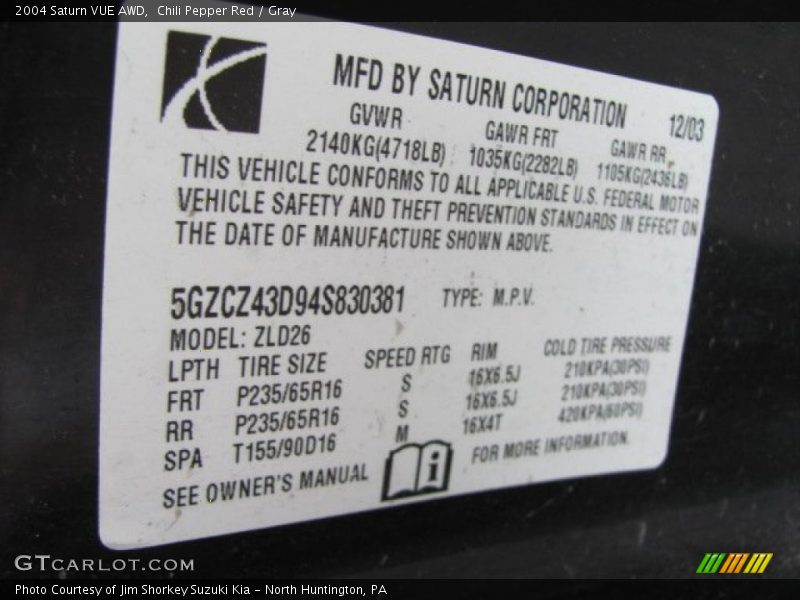 2004 Saturn VUE AWD,  Chili Pepper Red / Gray
MFD BY SATURN CORPORATION 12/03
GVWR GAWR FRT GAWR RR
2140KG(4718LB) 1035KG(2282LB) 1105KG(2436LB)
THIS VEHICLE CONFORMS TO ALL APPLICABLE U.S. FEDERAL MOTOR
VEHICLE SAFETY AND THEFT PREVENTION STANDARDS IN EFFECT ON
THE DATE OF MANUFACTURE SHOWN ABOVE.
5GZCZ43D94S830381 TYPE: M.P.V.
MODEL: ZLD26
LPTH TIRE SIZE SPEED RTG RIM COLD TIRE PRESSURE
FRT P235/65R16 S 16X6.5J 210KPA(30PSI)
RR P235/65R16 S 16X6.5J 210KPA(30PSI)
SPA T155/90D16 M 16X4T 420KPA(60PSI)
SEE OWNER'S MANUAL i FOR MORE INFORMATION.
GTCARLOT.COM
Photo Courtesy of Jim Shorkey Suzuki Kia - North Huntington, PA